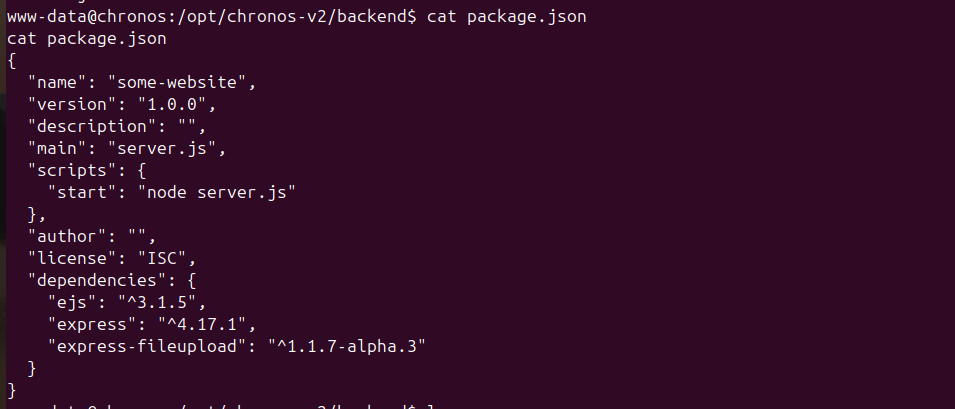 www-data@chronos:/opt/chronos-v2/backend$ cat package.json
cat package.json
{
  "name": "some-website",
  "version": "1.0.0",
  "description": "",
  "main": "server.js",
  "scripts": {
    "start": "node server.js"
  },
  "author": "",
  "license": "ISC",
  "dependencies": {
    "ejs": "^3.1.5",
    "express": "^4.17.1",
    "express-fileupload": "^1.1.7-alpha.3"
  }
}